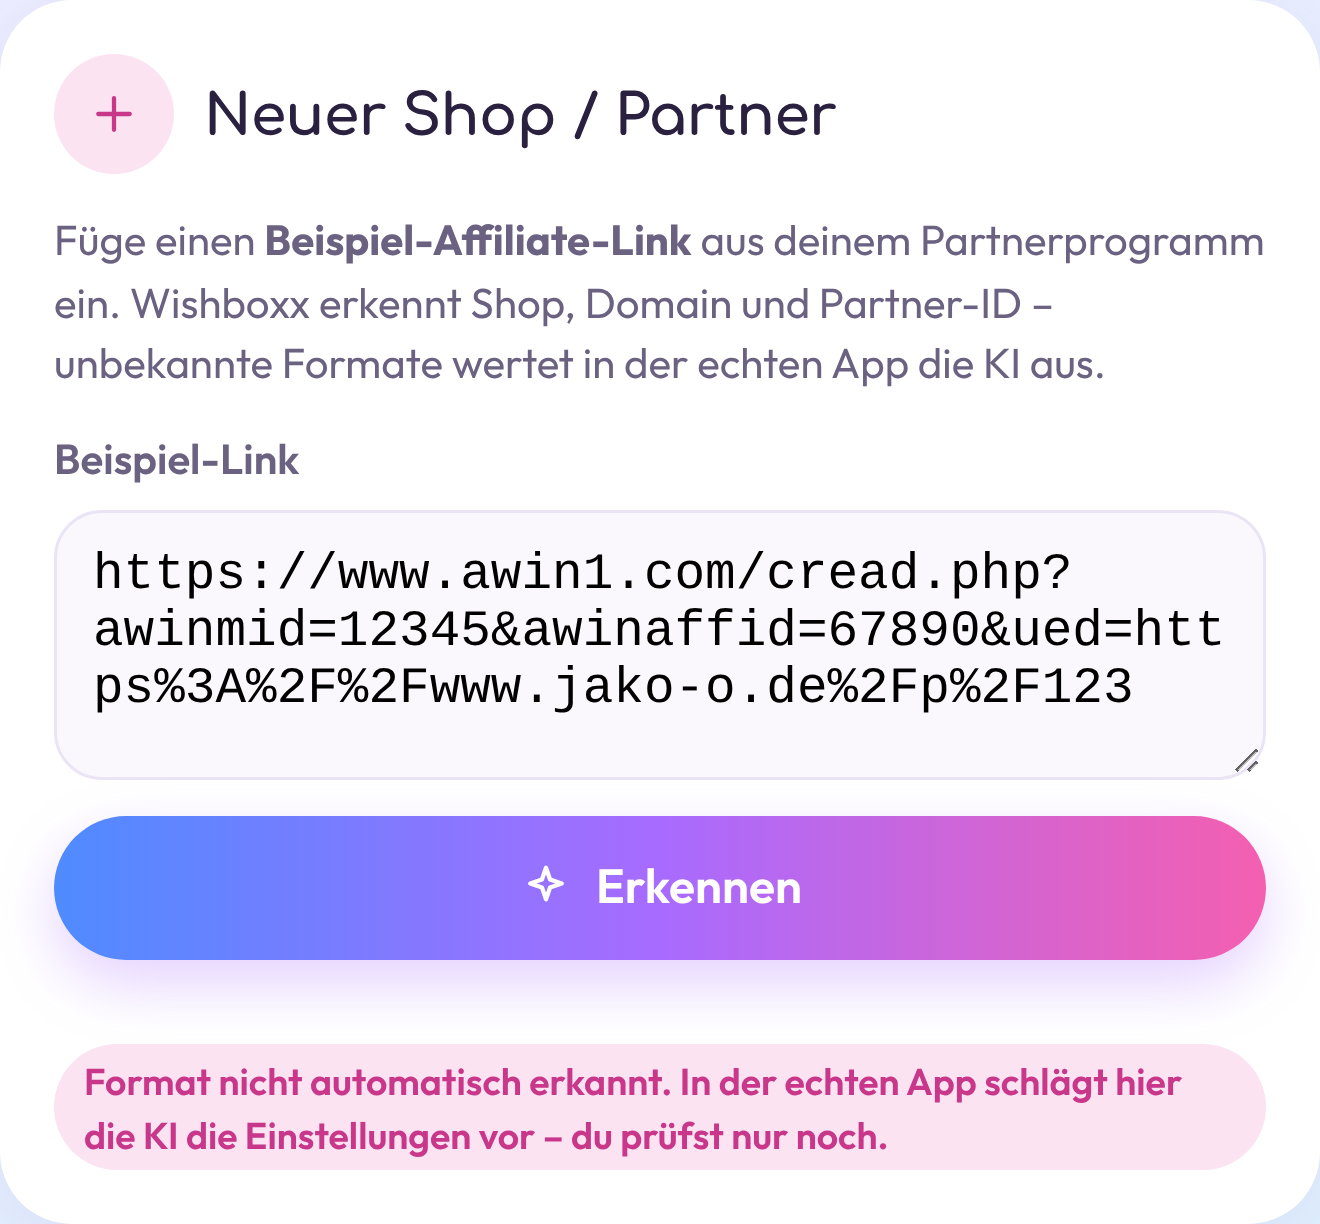 Neuer Shop / Partner
Füge einen Beispiel-Affiliate-Link aus deinem Partnerprogramm
ein. Wishboxx erkennt Shop, Domain und Partner-ID –
unbekannte Formate wertet in der echten App die KI aus.
Beispiel-Link
https://www.awin1.com/cread.php?
awinmid=12345&awinaffid=67890&ued=htt
ps%3A%2F%2Fwww.jako-o.de%2Fp%2F123
Erkennen
Format nicht automatisch erkannt. In der echten App schlägt hier
die KI die Einstellungen vor – du prüfst nur noch.